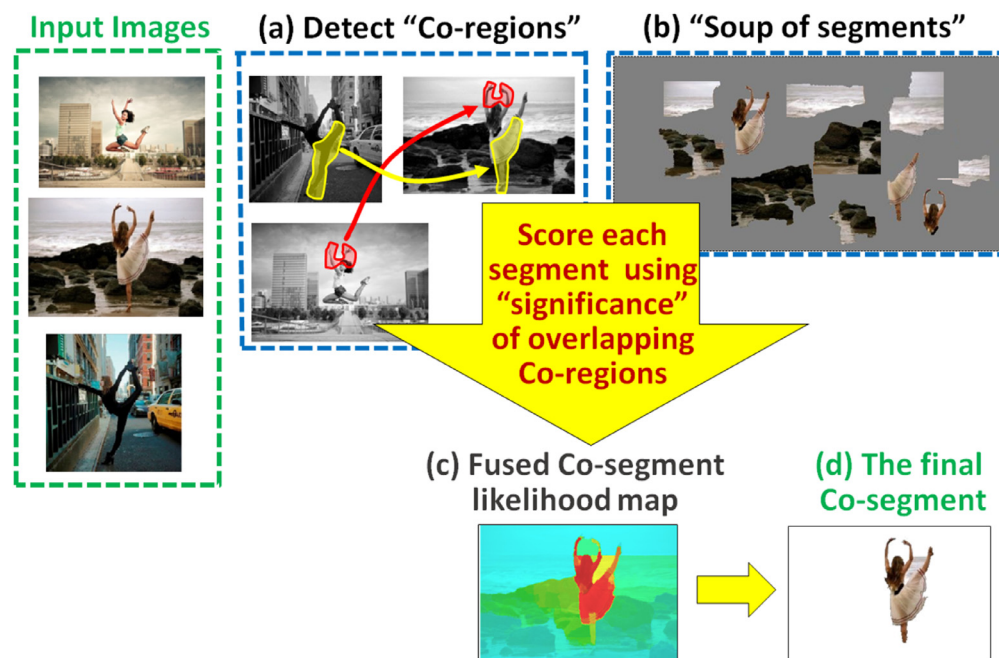 Input Images
(a) Detect “Co-regions”
(b) “Soup of segments”
Score each
segment using
“significance”
of overlapping
Co-regions
(c) Fused Co-segment
likelihood map
(d) The final
Co-segment